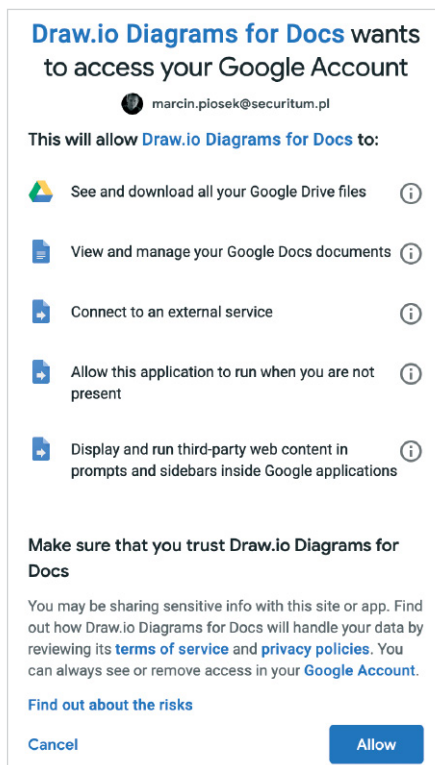 Draw.io Diagrams for Docs wants
to access your Google Account
marcin.piosek@securitum.pl
This will allow Draw.io Diagrams for Docs to:
See and download all your Google Drive files
View and manage your Google Docs documents
Connect to an external service
Allow this application to run when you are not
present
Display and run third-party web content in
prompts and sidebars inside Google applications
Make sure that you trust Draw.io Diagrams for
Docs
You may be sharing sensitive info with this site or app. Find
out how Draw.io Diagrams for Docs will handle your data by
reviewing its terms of service and privacy policies. You
can always see or remove access in your Google Account.
Find out about the risks
Cancel
Allow